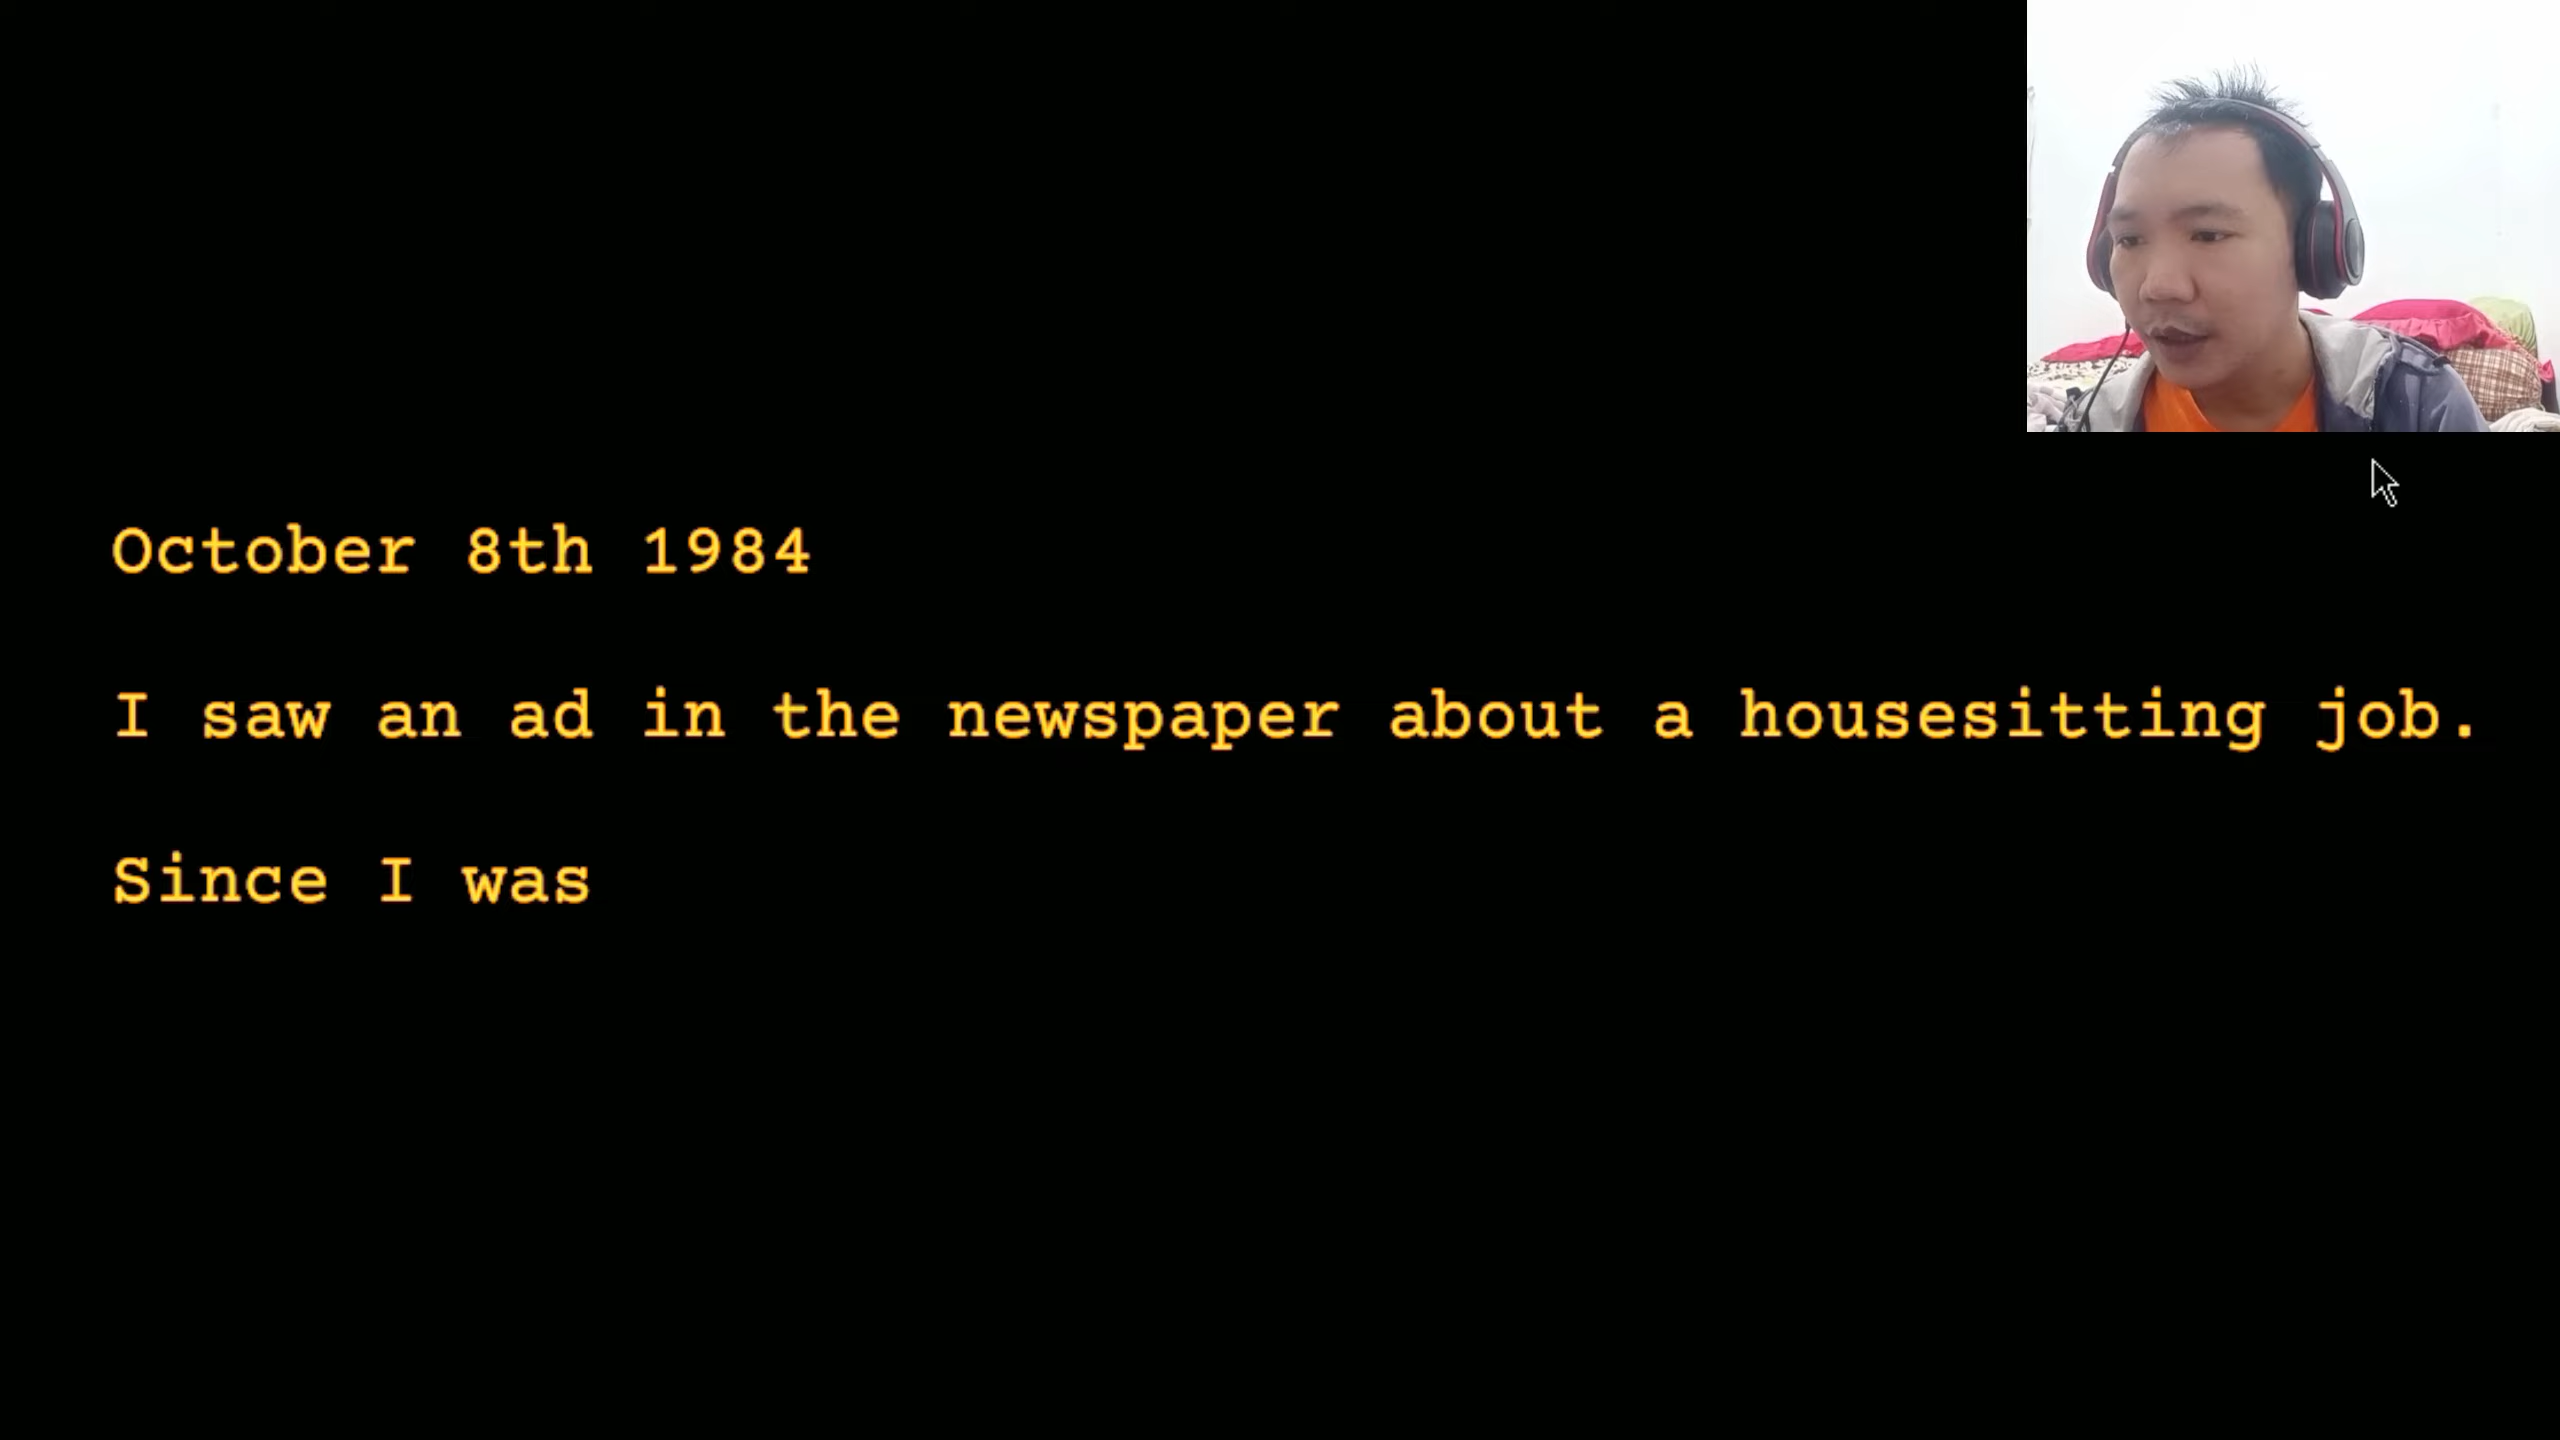 October 8th 1984
I saw an ad in the newspaper about a housesitting job.
Since I was